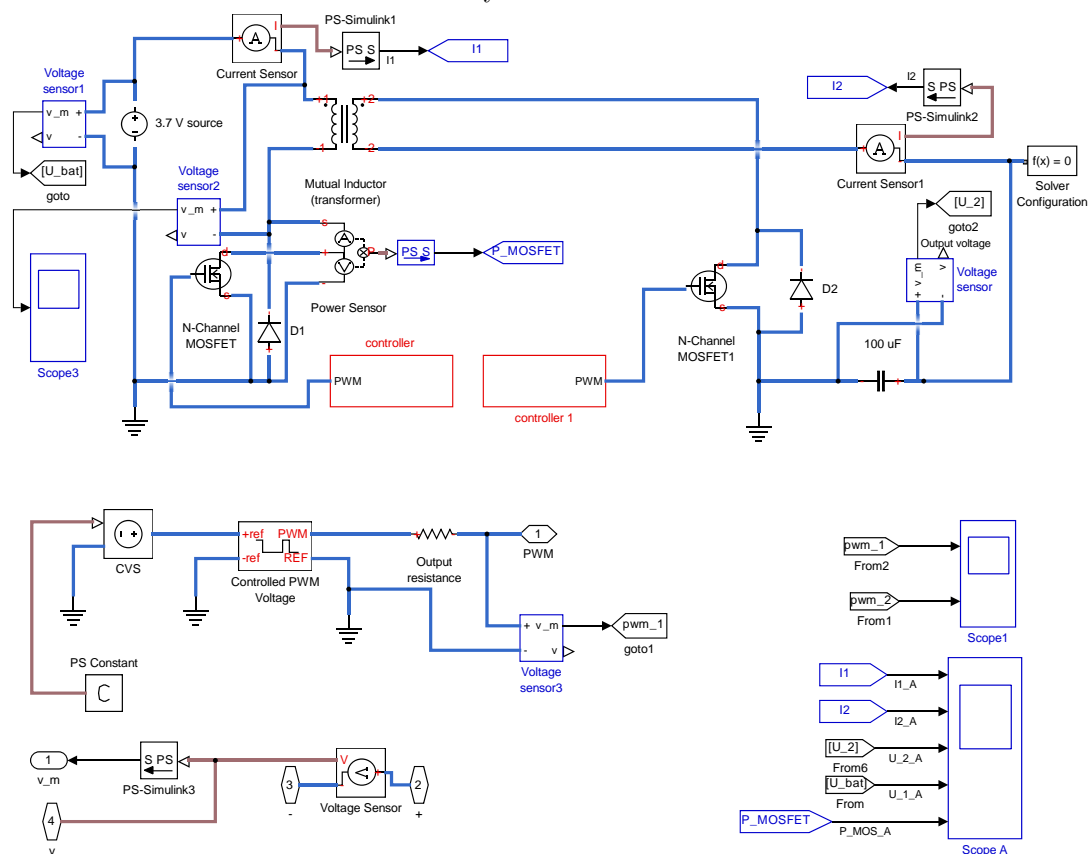 PS-Simulink1
A
I
PS S
I1
I1
Current Sensor
Voltage
sensor1
v_m +
v -
3.7 V source
[U_bat]
goto
+1
+2
1
2
I2
I2
S PS
PS-Simulink2
A
I
Current Sensor1
f(x) = 0
Solver
Configuration
Voltage
sensor2
v_m +
v -
Mutual Inductor
(transformer)
[U_2]
goto2
Output voltage
v_m
v
+ -
Voltage
sensor
s
A
+
V
-
P
PS S
P_MOSFET
Power Sensor
d
s
N-Channel
MOSFET
D1
d
s
N-Channel
MOSFET1
D2
100 uF
Scope3
controller
PWM
PWM
controller 1
CVS
+ref PWM
-ref REF
Controlled PWM
Voltage
Output
resistance
1
PWM
+ v_m
- v
Voltage
sensor3
pwm_1
goto1
PS Constant
C
pwm_1
From2
pwm_2
From1
Scope1
1
v_m
S PS
PS-Simulink3
V
V
Voltage Sensor
3
-
2
+
4
v
I1
I1_A
I2
I2_A
[U_2]
From6
U_2_A
[U_bat]
From
U_1_A
P_MOSFET
P_MOS_A
Scope A